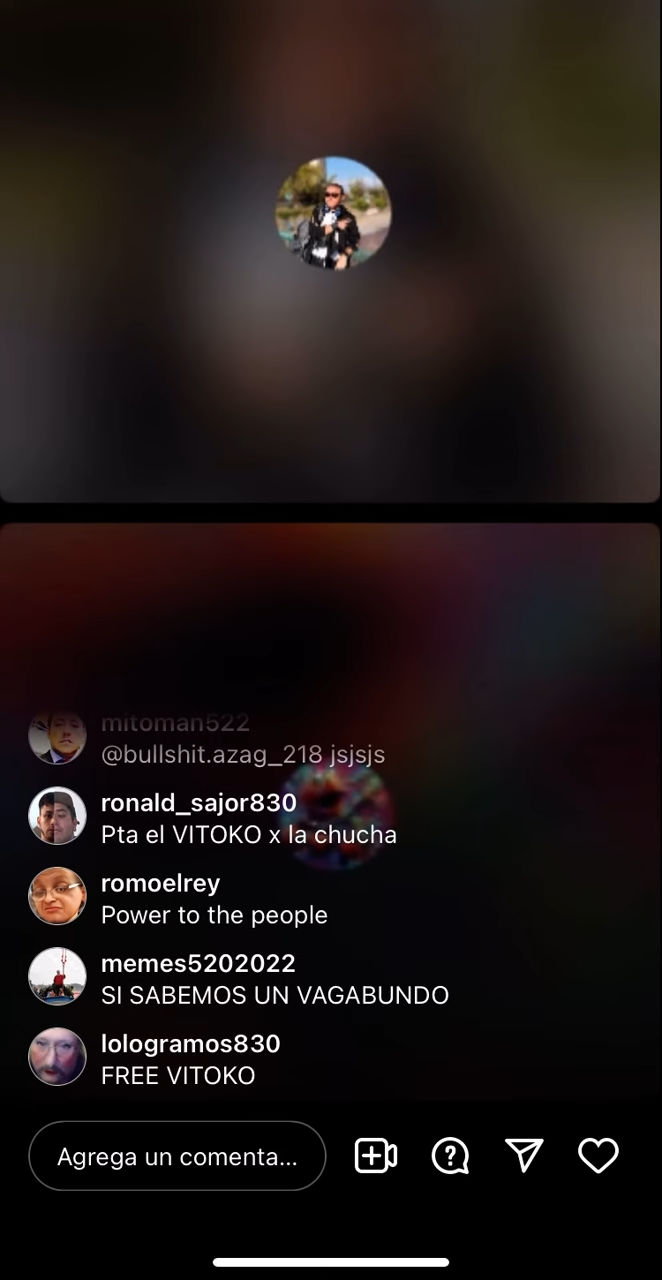 mitoman522
@bullshit.azag_218 jsjsjs
ronald_sajor830
Pta el VITOKO x la chucha
romoelrey
Power to the people
memes5202022
SI SABEMOS UN VAGABUNDO
lologramos830
FREE VITOKO
Agrega un comenta...